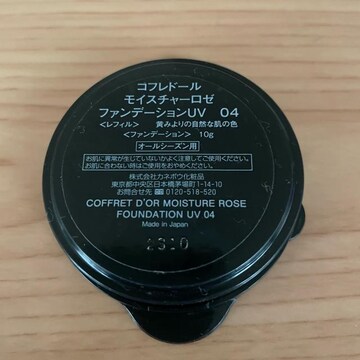 コフレドール
モイスチャーロゼ
ファンデーションUV　04
<レフィル>　黄みよりの自然な肌の色
<ファンデーション> 10g
オールシーズン用
お肌に異常が生じていないかよく注意してご使用ください。
お肌に合わない時はご使用をおやめください。
株式会社カネボウ化粧品
東京都中央区日本橋茅場町1-14-10
お問合せ先 ☎0120-518-520
COFFRET D'OR MOISTURE ROSE
FOUNDATION UV 04
Made in Japan